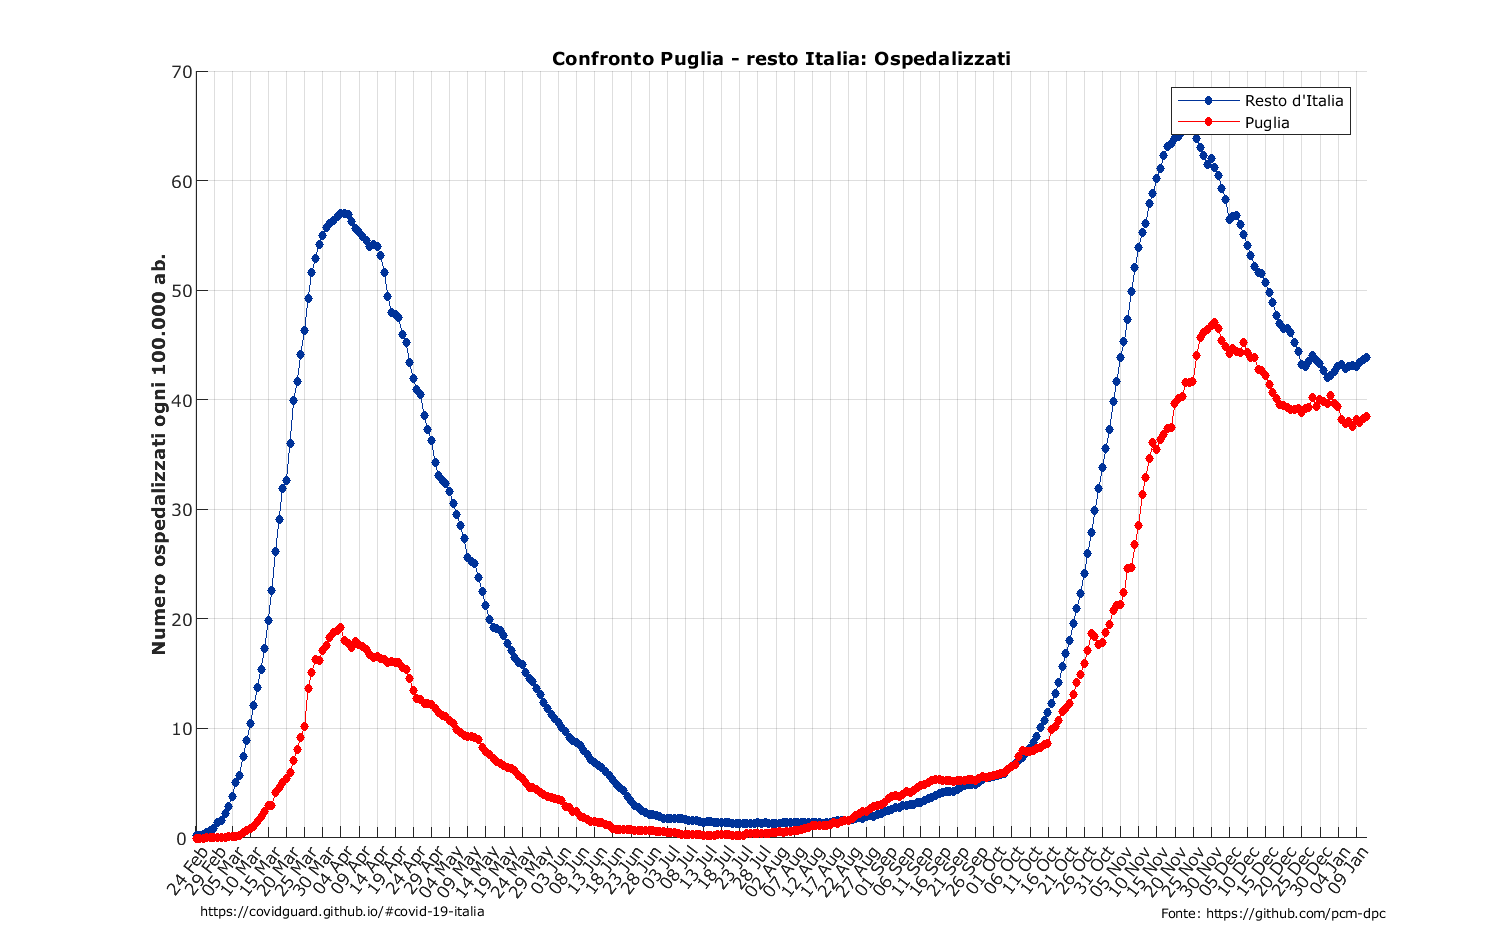 Confronto Puglia - resto Italia: Ospedalizzati
Resto d'Italia
Puglia
Numero ospedalizzati ogni 100.000 ab.
70
60
50
40
30
20
10
0
24 Feb
29 Feb
05 Mar
10 Mar
15 Mar
20 Mar
25 Mar
30 Mar
04 Apr
09 Apr
14 Apr
19 Apr
24 Apr
29 Apr
04 May
09 May
14 May
19 May
24 May
29 May
03 Jun
08 Jun
13 Jun
18 Jun
23 Jun
28 Jun
03 Jul
08 Jul
13 Jul
18 Jul
23 Jul
28 Jul
02 Aug
07 Aug
12 Aug
17 Aug
22 Aug
27 Aug
01 Sep
06 Sep
11 Sep
16 Sep
21 Sep
26 Sep
01 Oct
06 Oct
11 Oct
16 Oct
21 Oct
26 Oct
31 Oct
05 Nov
10 Nov
15 Nov
20 Nov
25 Nov
30 Nov
05 Dec
10 Dec
15 Dec
20 Dec
25 Dec
30 Dec
04 Jan
09 Jan
https://covidguard.github.io/#covid-19-italia
Fonte: https://github.com/pcm-dpc